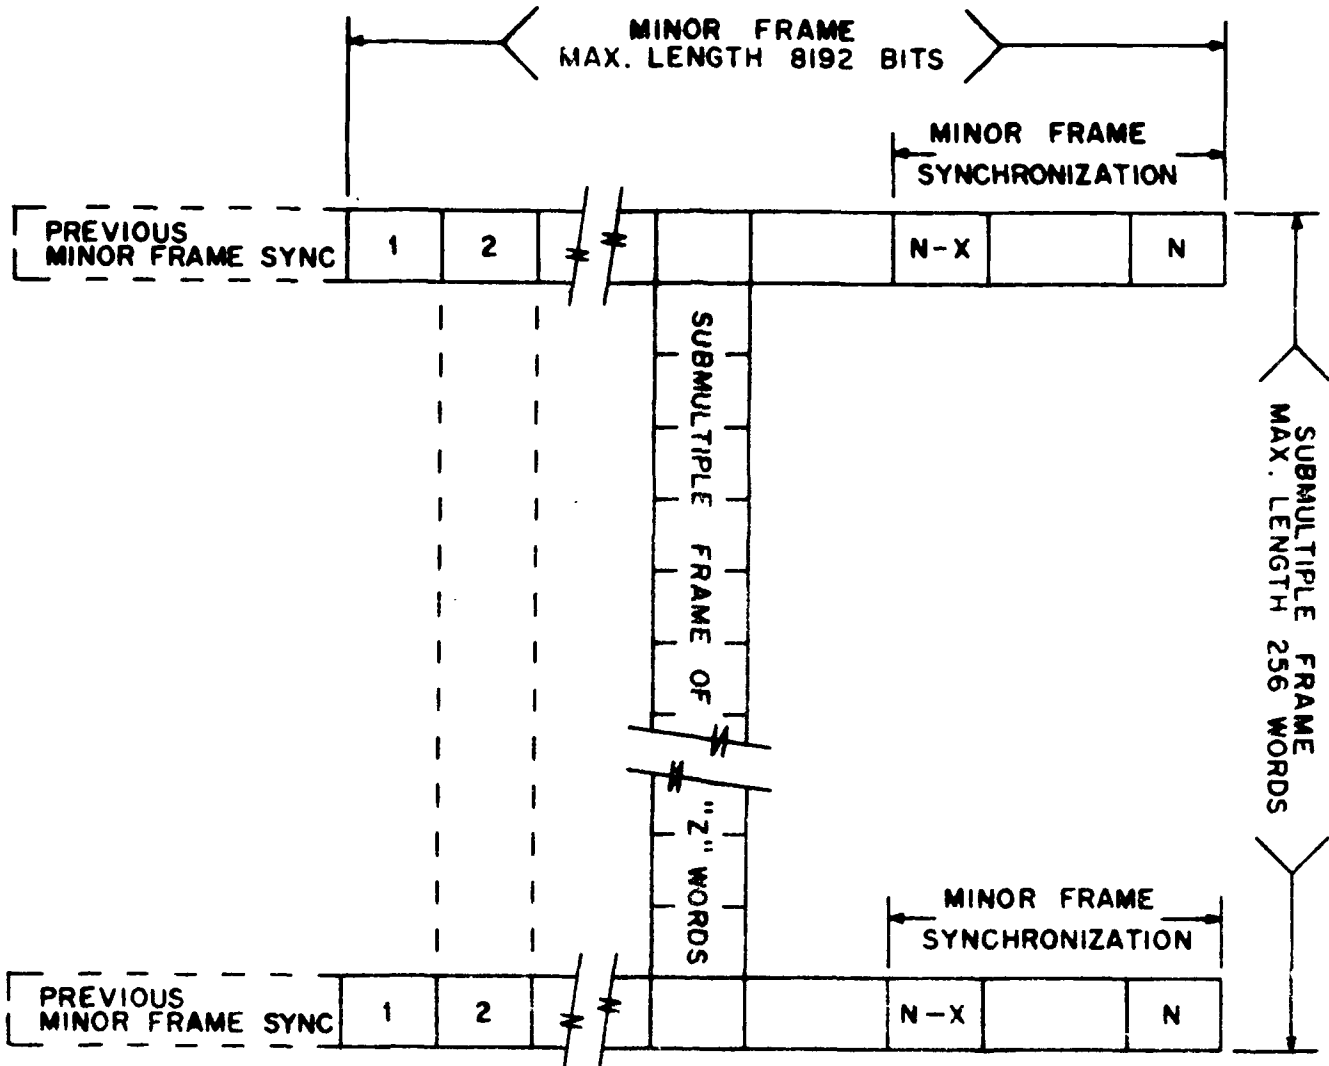 MINOR FRAME
MAX. LENGTH 8192 BITS
MINOR FRAME
SYNCHRONIZATION
PREVIOUS
MINOR FRAME SYNC
1
2
N-X
N
SUBMULTIPLE FRAME OF
"Z" WORDS
SUBMULTIPLE FRAME
MAX. LENGTH 256 WORDS
MINOR FRAME
SYNCHRONIZATION
PREVIOUS
MINOR FRAME SYNC
1
2
N-X
N